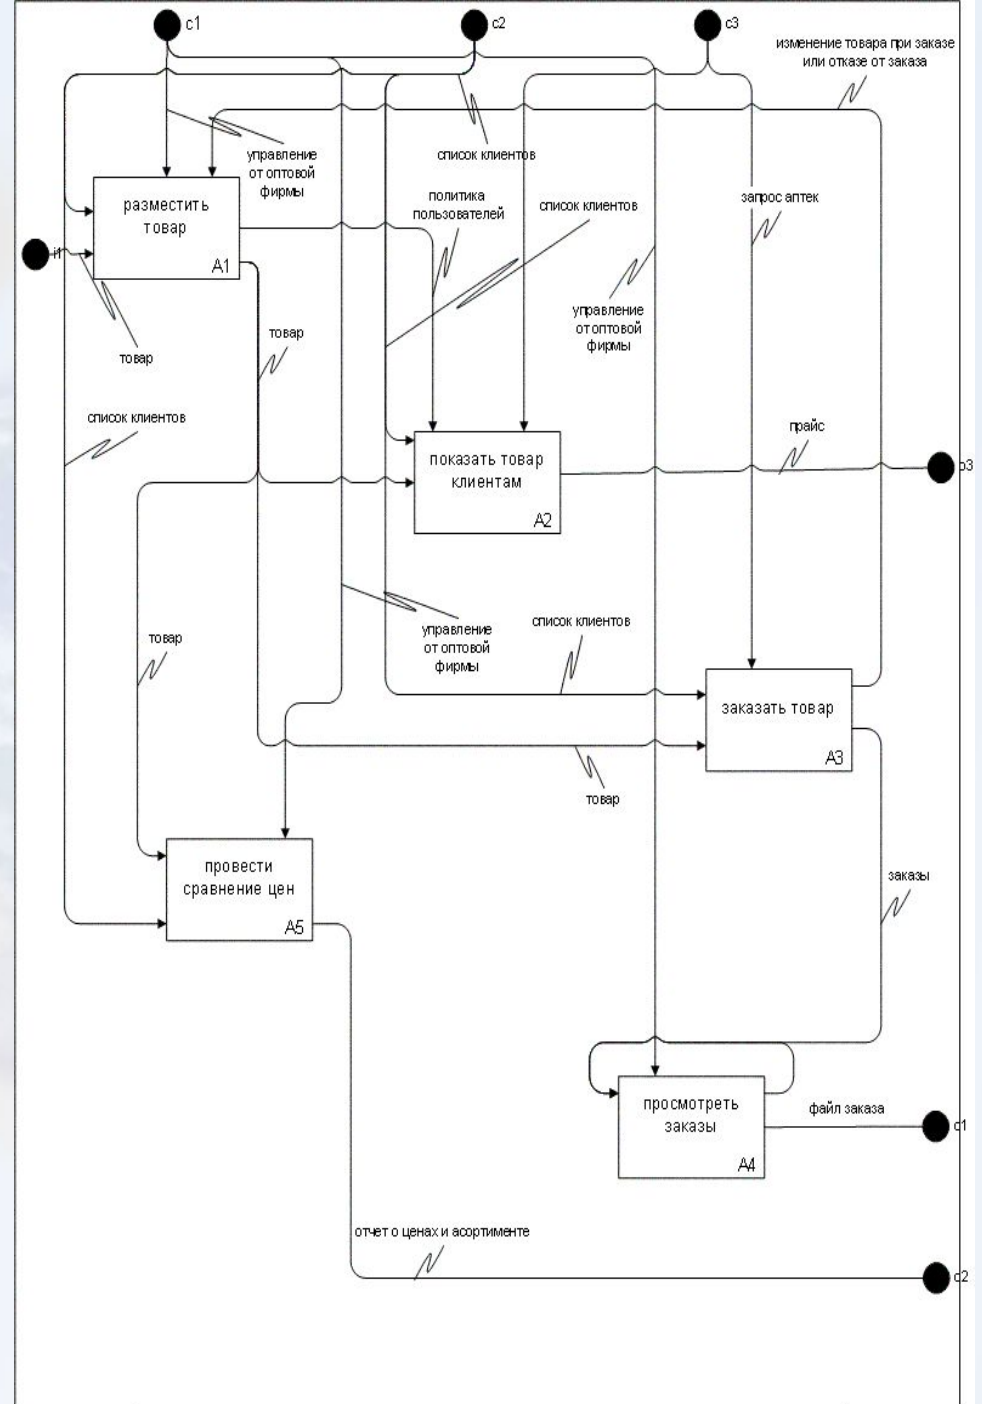 c1
c2
c3
изменение товара при заказе
или отказе от заказа
управление
от оптовой
фирмы
список клиентов
политика
пользователей
список клиентов
запрос аптек
разместить
товар
A1
i1
товар
товар
управление
от оптовой
фирмы
список клиентов
прайс
показать товар
клиентам
A2
o3
товар
управление
от оптовой
фирмы
список клиентов
заказать товар
A3
товар
провести
сравнение цен
A5
заказы
просмотреть
заказы
A4
файл заказа
o1
отчет о ценах и асортименте
o2